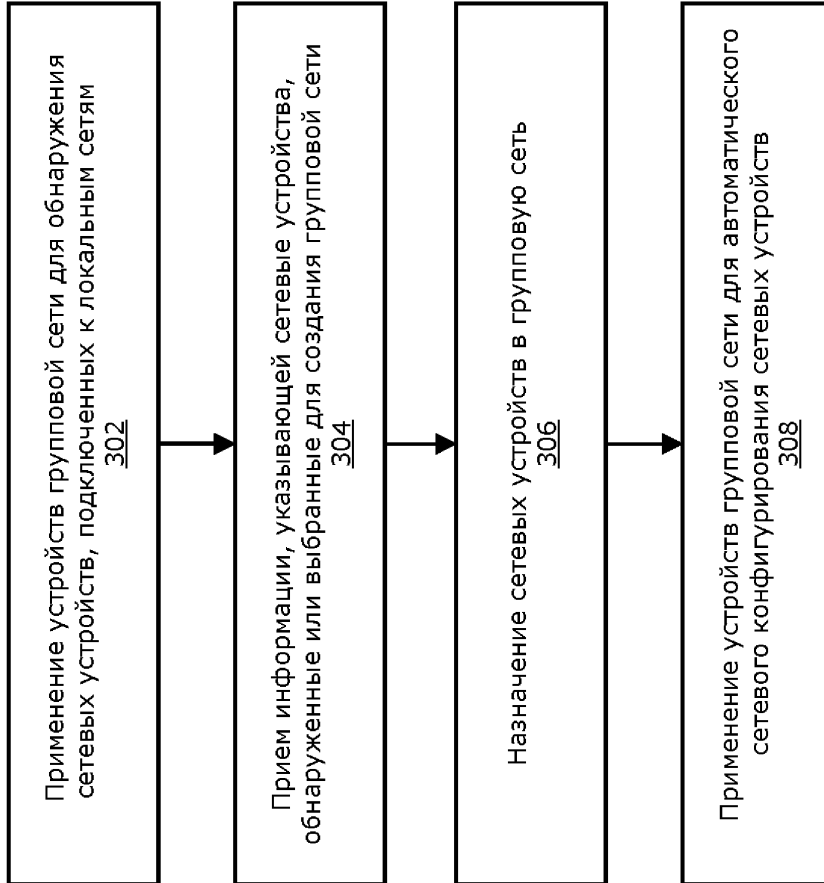 Применение устройств групповой сети для обнаружения
сетевых устройств, подключенных к локальным сетям
302
Прием информации, указывающей сетевые устройства,
обнаруженные или выбранные для создания групповой сети
304
Назначение сетевых устройств в групповую сеть
306
Применение устройств групповой сети для автоматического
сетевого конфигурирования сетевых устройств
308